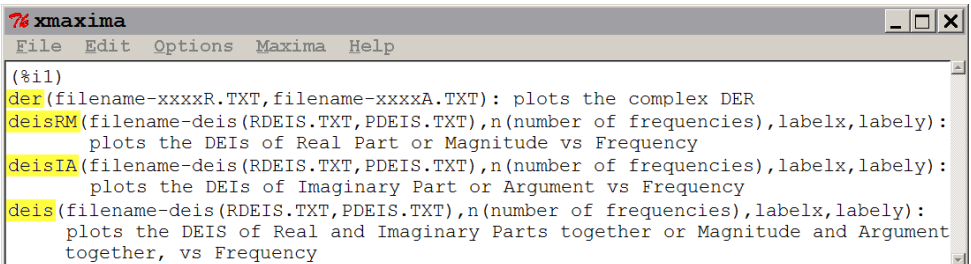 xmaxima
File Edit Options Maxima Help
(%i1)
der(filename-xxxxR.TXT,filename-xxxxA.TXT): plots the complex DER
deisRM(filename-deis(RDEIS.TXT,PDEIS.TXT),n(number of frequencies),labelx,labely):
plots the DEIs of Real Part or Magnitude vs Frequency
deisIA(filename-deis(RDEIS.TXT,PDEIS.TXT),n(number of frequencies),labelx,labely):
plots the DEIs of Imaginary Part or Argument vs Frequency
deis(filename-deis(RDEIS.TXT,PDEIS.TXT),n(number of frequencies),labelx,labely):
plots the DEIS of Real and Imaginary Parts together or Magnitude and Argument
together, vs Frequency